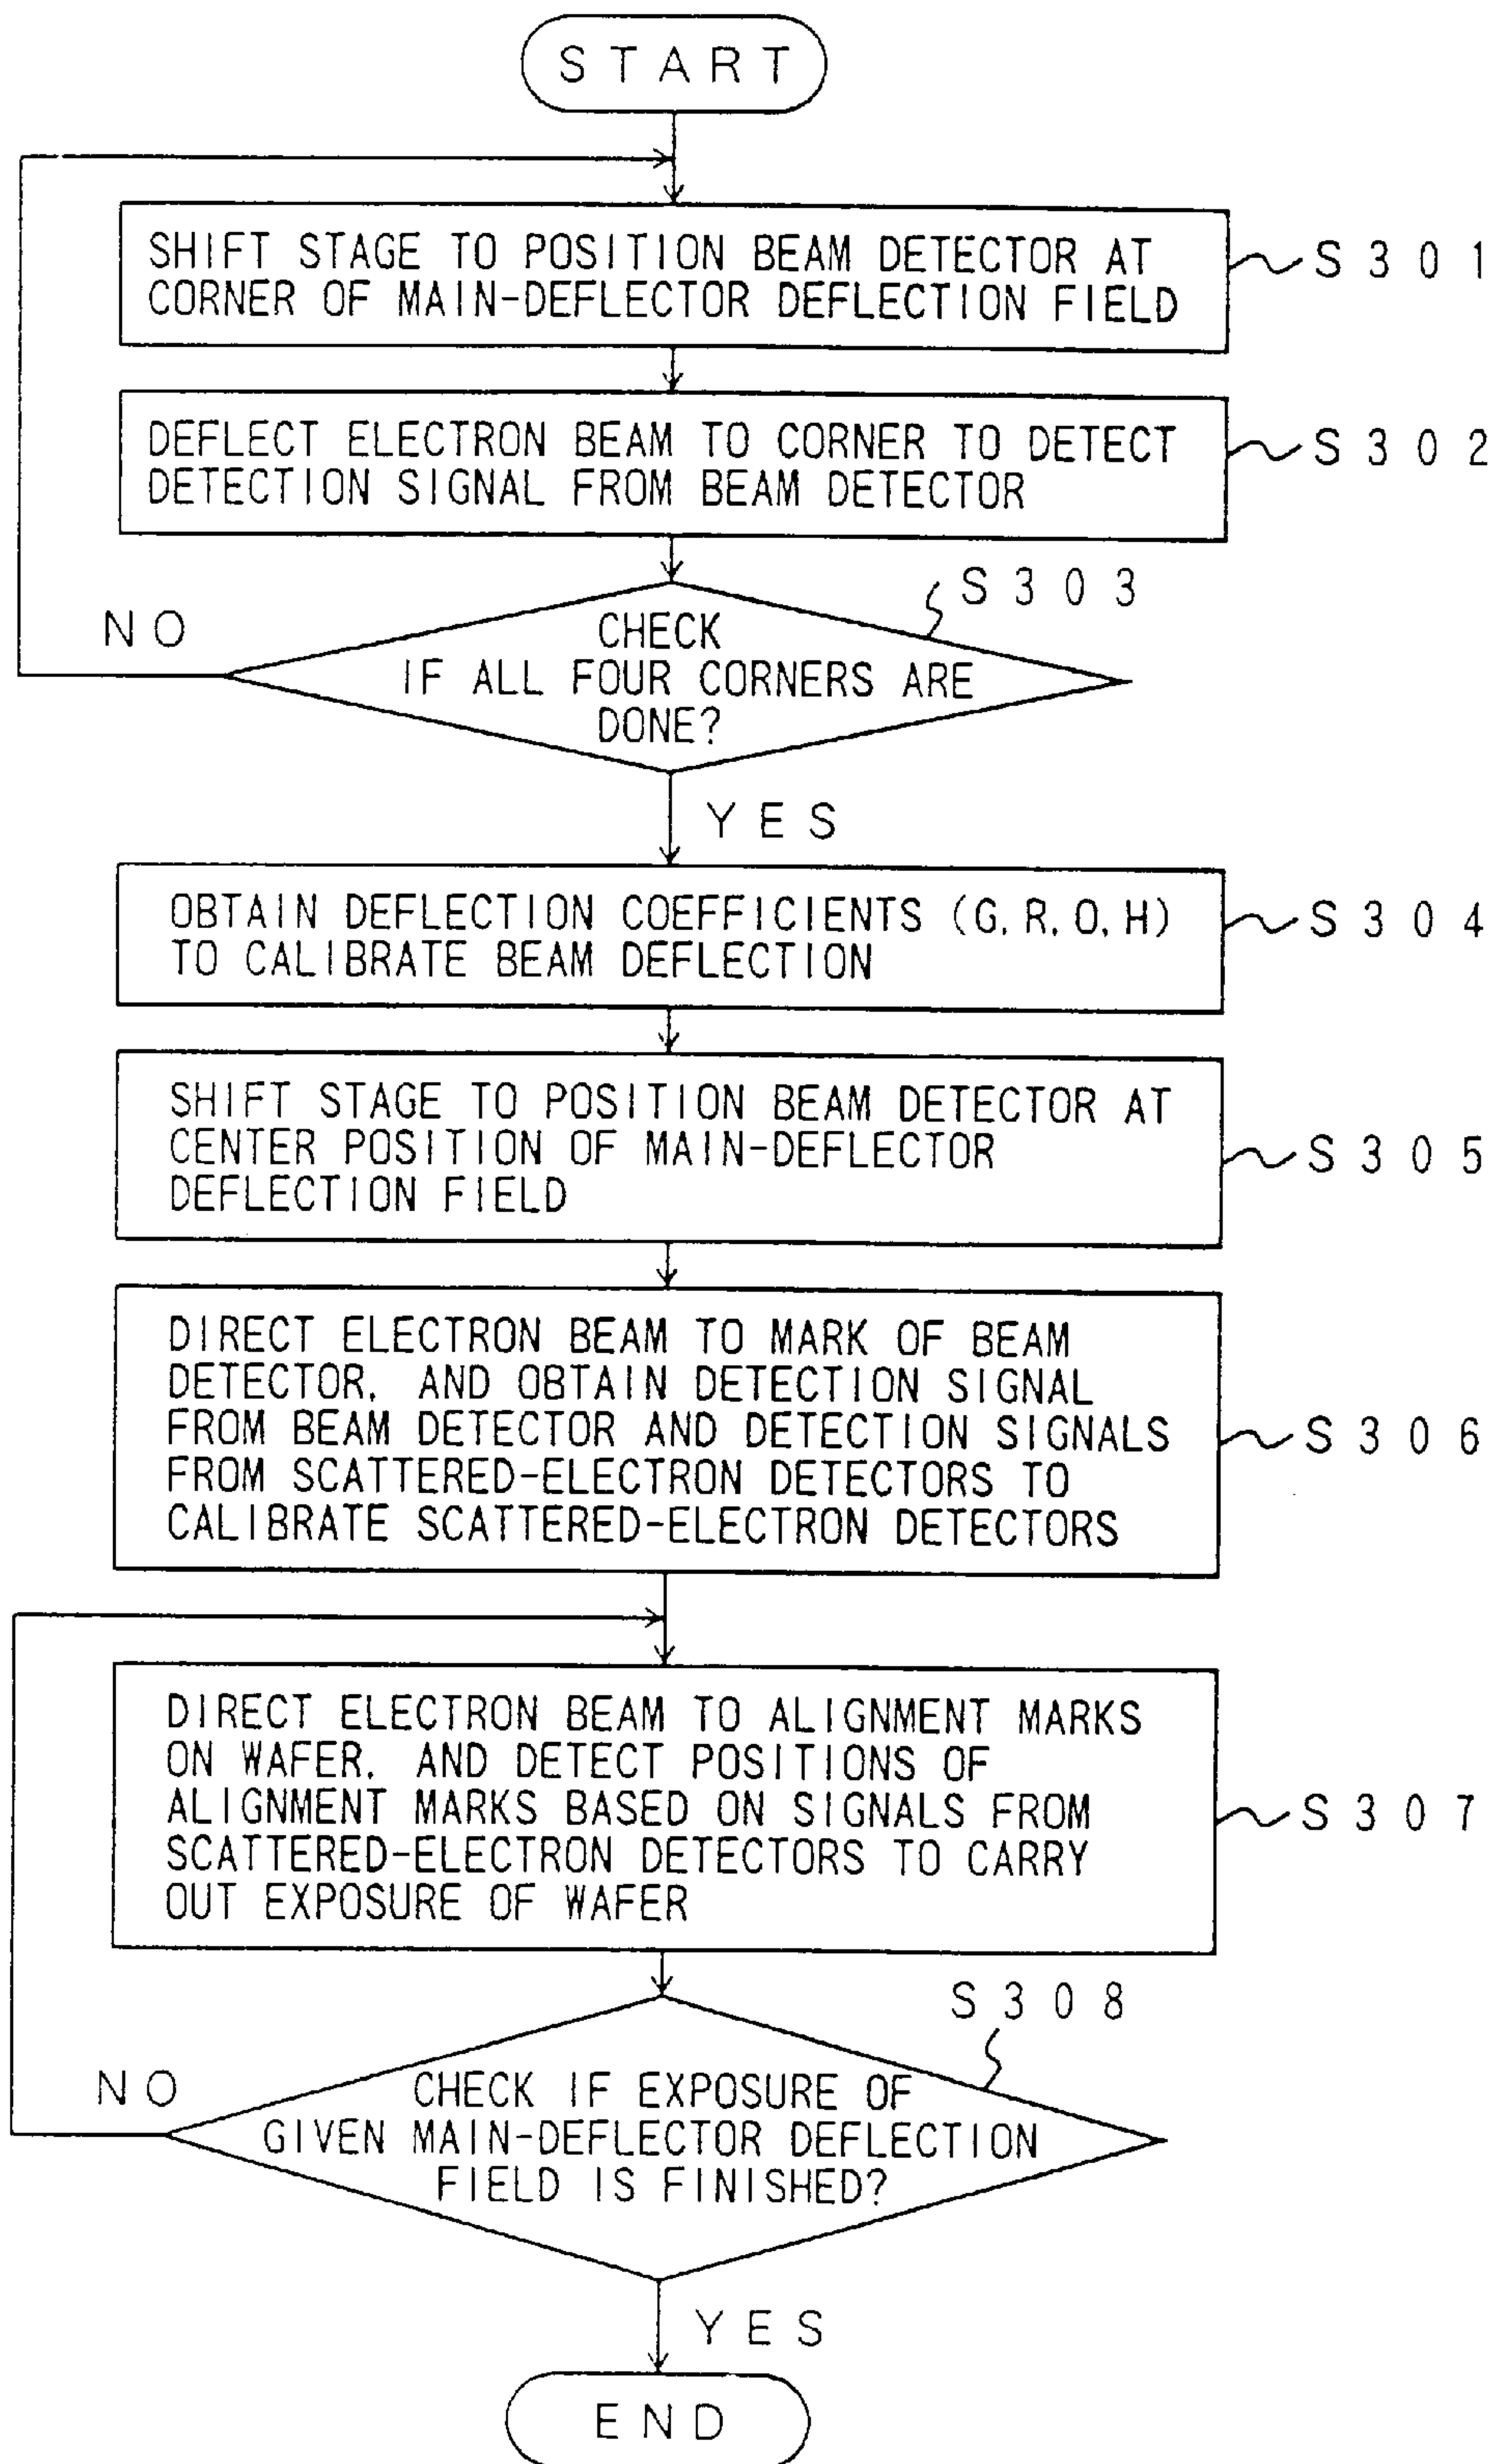 START
SHIFT STAGE TO POSITION BEAM DETECTOR AT
CORNER OF MAIN-DEFLECTOR DEFLECTION FIELD
S301
DEFLECT ELECTRON BEAM TO CORNER TO DETECT
DETECTION SIGNAL FROM BEAM DETECTOR
S302
S303
NO
CHECK
IF ALL FOUR CORNERS ARE
DONE?
YES
OBTAIN DEFLECTION COEFFICIENTS (G, R, O, H)
TO CALIBRATE BEAM DEFLECTION
S304
SHIFT STAGE TO POSITION BEAM DETECTOR AT
CENTER POSITION OF MAIN-DEFLECTOR
DEFLECTION FIELD
S305
DIRECT ELECTRON BEAM TO MARK OF BEAM
DETECTOR, AND OBTAIN DETECTION SIGNAL
FROM BEAM DETECTOR AND DETECTION SIGNALS
FROM SCATTERED-ELECTRON DETECTORS TO
CALIBRATE SCATTERED-ELECTRON DETECTORS
S306
DIRECT ELECTRON BEAM TO ALIGNMENT MARKS
ON WAFER, AND DETECT POSITIONS OF
ALIGNMENT MARKS BASED ON SIGNALS FROM
SCATTERED-ELECTRON DETECTORS TO CARRY
OUT EXPOSURE OF WAFER
S307
S308
NO
CHECK IF EXPOSURE OF
GIVEN MAIN-DEFLECTOR DEFLECTION
FIELD IS FINISHED?
YES
END